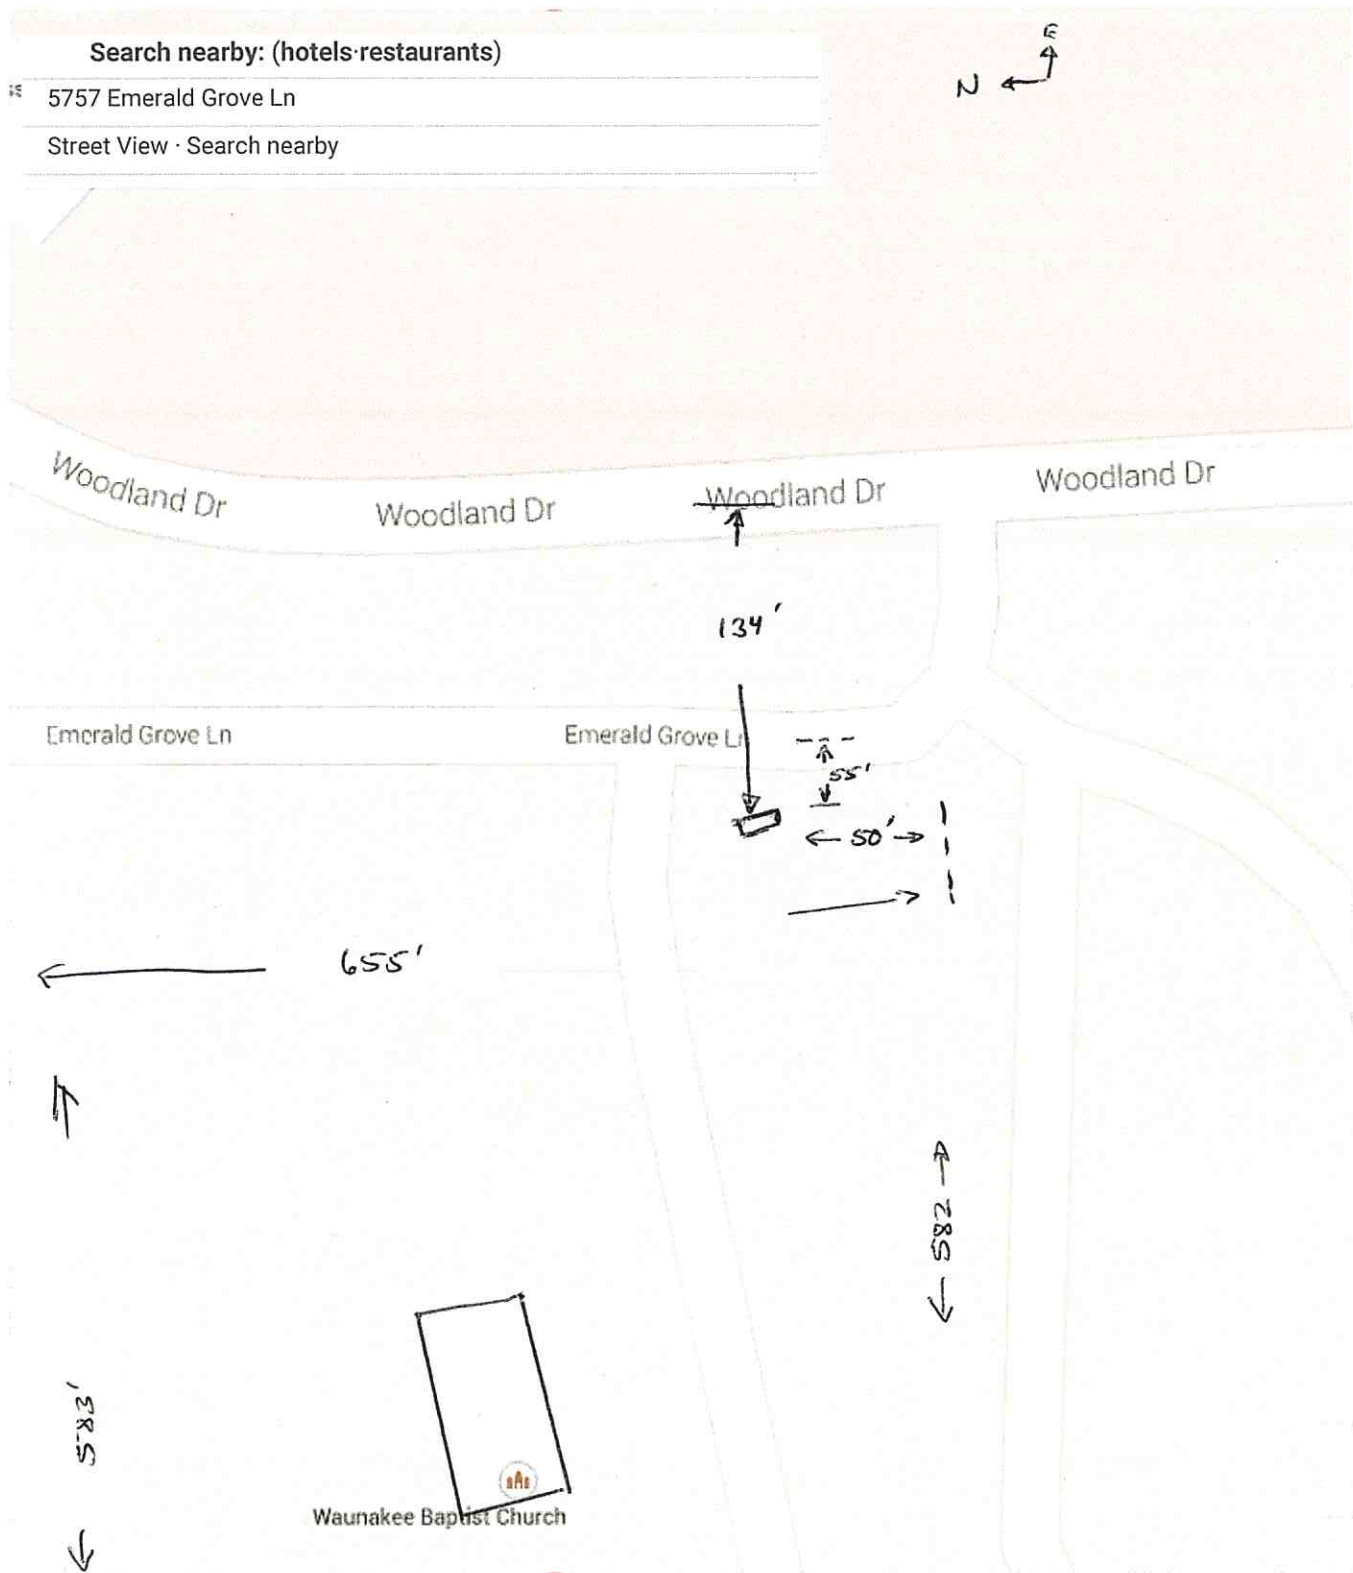 Search nearby: (hotels·restaurants)
5757 Emerald Grove Ln
Street View · Search nearby
E
N
Woodland Dr
Woodland Dr
Woodland Dr
Woodland Dr
134'
Emerald Grove Ln
Emerald Grove Ln
55'
50'
655'
582
583'
Waunakee Baptist Church